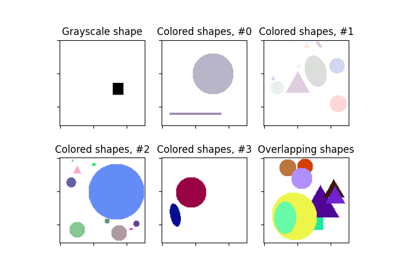 Grayscale shape
Colored shapes, #0
Colored shapes, #1
Colored shapes, #2
Colored shapes, #3
Overlapping shapes